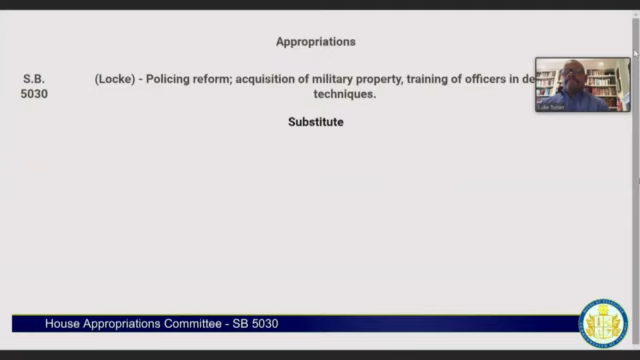 Appropriations
S.B. (Locke) - Policing reform; acquisition of military property, training of officers in de
5030 techniques.
Substitute
House Appropriations Committee - SB 5030